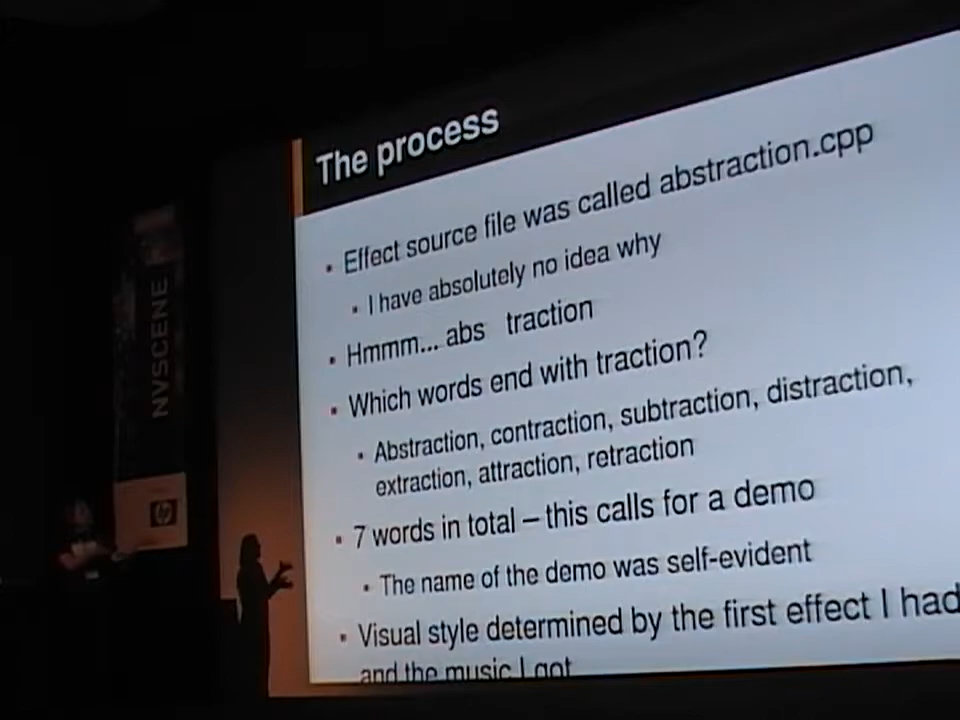 The process
• Effect source file was called abstraction.cpp
• I have absolutely no idea why
• Hmmm... abs traction
• Which words end with traction?
• Abstraction, contraction, subtraction, distraction,
extraction, attraction, retraction
• 7 words in total – this calls for a demo
• The name of the demo was self-evident
• Visual style determined by the first effect I had
and the music I got
NVSCENE
hp